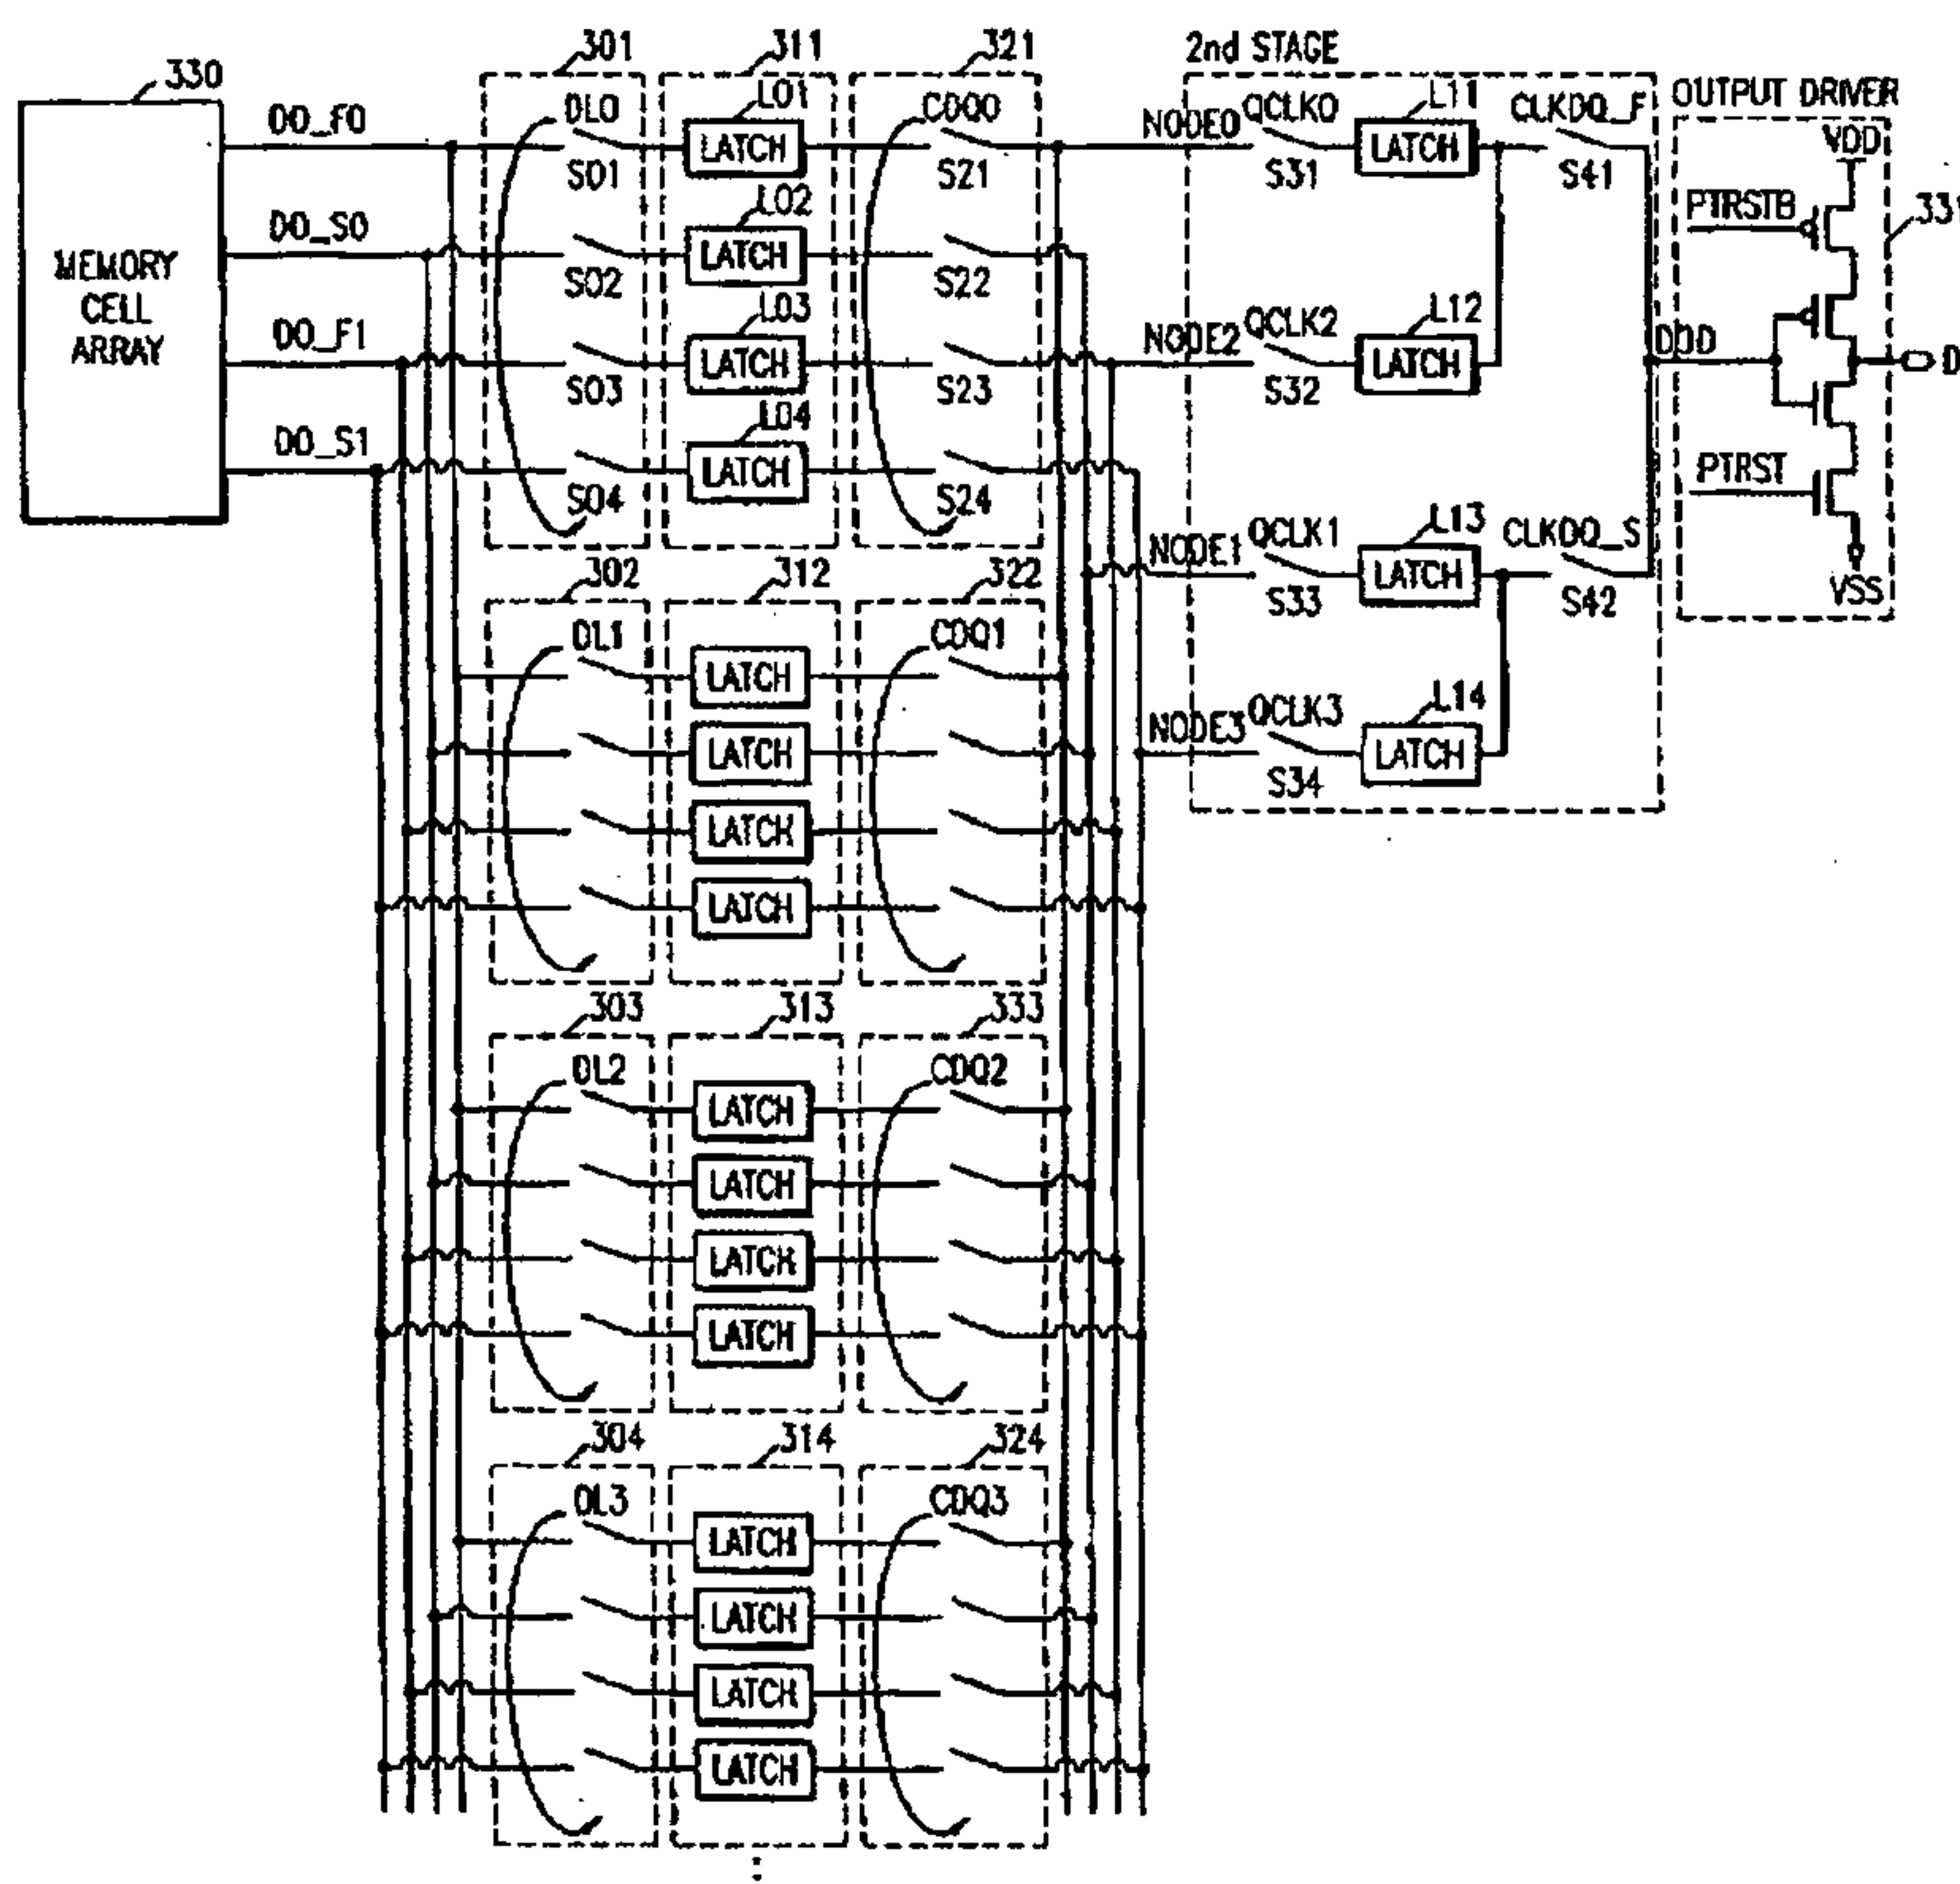 330
301
311
321
2nd STAGE
DO_F0
DL0
L01
CDQ0
NODE0
QCLK0
L11
CLKDQ_F
OUTPUT DRIVER
VDD
LATCH
LATCH
S01
S21
S31
S41
PTRSTB
331
DO_S0
L02
LATCH
S02
S22
MEMORY
CELL
ARRAY
DO_F1
L03
NODE2
QCLK2
L12
LATCH
LATCH
DOD
D
S03
S23
S32
DO_S1
L04
LATCH
S04
S24
PTRST
NODE1
QCLK1
L13
CLKDQ_S
LATCH
S33
S42
VSS
302
312
322
DL1
CDQ1
LATCH
LATCH
LATCH
LATCH
NODE3
QCLK3
L14
LATCH
S34
303
313
333
DL2
CDQ2
LATCH
LATCH
LATCH
LATCH
304
314
324
DL3
CDQ3
LATCH
LATCH
LATCH
LATCH